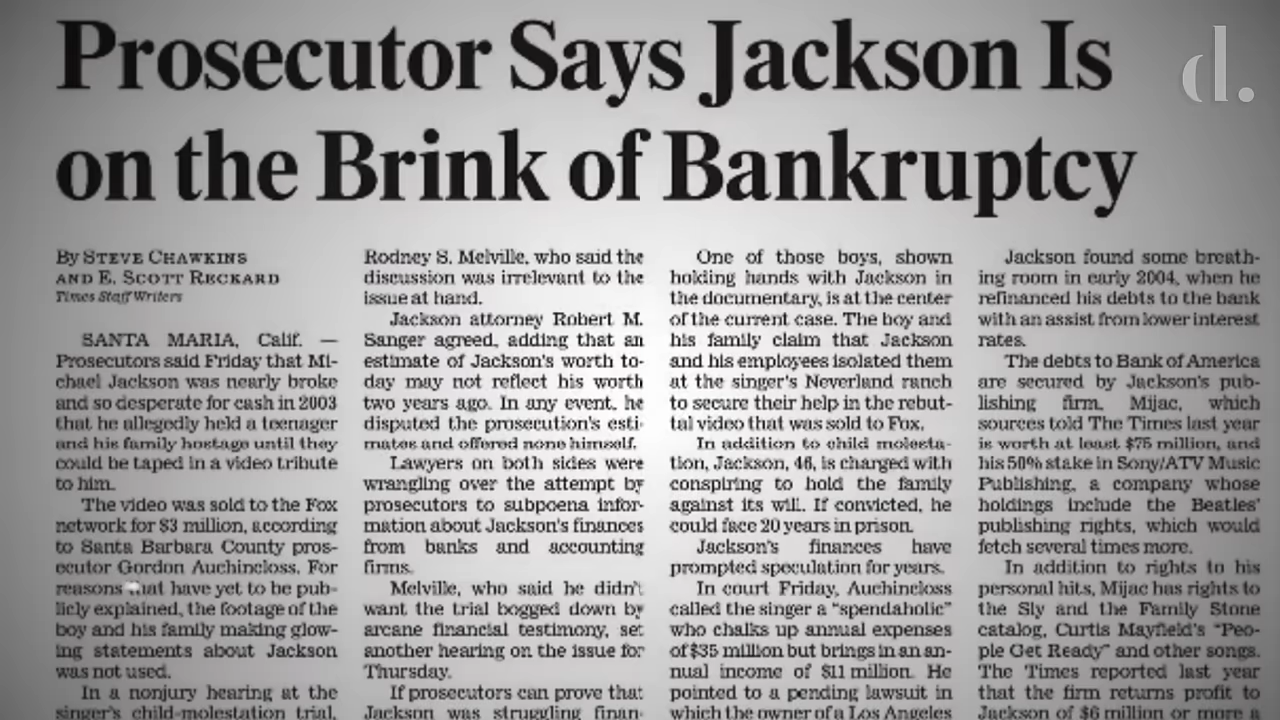 Prosecutor Says Jackson Is
on the Brink of Bankruptcy
d.
By STEVE CHAWKINS
AND E. SCOTT RECKARD
Times Staff Writers
SANTA MARIA, Calif. —
Prosecutors said Friday that Mi-
chael Jackson was nearly broke
and so desperate for cash in 2003
that he allegedly held a teenager
and his family hostage until they
could be taped in a video tribute
to him.
The video was sold to the Fox
network for $3 million, according
to Santa Barbara County pros-
ecutor Gordon Auchincloss. For
reasons that have yet to be pub-
licly explained, the footage of the
boy and his family making glow-
ing statements about Jackson
was not used.
In a nonjury hearing at the
singer's child-molestation trial,
Rodney S. Melville, who said the
discussion was irrelevant to the
issue at hand.
Jackson attorney Robert M.
Sanger agreed, adding that an
estimate of Jackson's worth to-
day may not reflect his worth
two years ago. In any event, he
disputed the prosecution's esti-
mates and offered none himself.
Lawyers on both sides were
wrangling over the attempt by
prosecutors to subpoena infor-
mation about Jackson's finances
from banks and accounting
firms.
Melville, who said he didn't
want the trial bogged down by
arcane financial testimony, set
another hearing on the issue for
Thursday.
If prosecutors can prove that
Jackson was struggling finan-
One of those boys, shown
holding hands with Jackson in
the documentary, is at the center
of the current case. The boy and
his family claim that Jackson
and his employees isolated them
at the singer's Neverland ranch
to secure their help in the rebut-
tal video that was sold to Fox.
In addition to child molesta-
tion, Jackson, 46, is charged with
conspiring to hold the family
against its will. If convicted, he
could face 20 years in prison.
Jackson's finances have
prompted speculation for years.
In court Friday, Auchincloss
called the singer a "spendaholic"
who chalks up annual expenses
of $35 million but brings in an an-
nual income of $11 million. He
pointed to a pending lawsuit in
which the owner of a Los Angeles
Jackson found some breath-
ing room in early 2004, when he
refinanced his debts to the bank
with an assist from lower interest
rates.
The debts to Bank of America
are secured by Jackson's pub-
lishing firm, Mijac, which
sources told The Times last year
is worth at least $75 million, and
his 50% stake in Sony/ATV Music
Publishing, a company whose
holdings include the Beatles'
publishing rights, which would
fetch several times more.
In addition to rights to his
personal hits, Mijac has rights to
the Sly and the Family Stone
catalog, Curtis Mayfield's "Peo-
ple Get Ready" and other songs.
The Times reported last year
that the firm returns profit to
Jackson of $6 million or more a